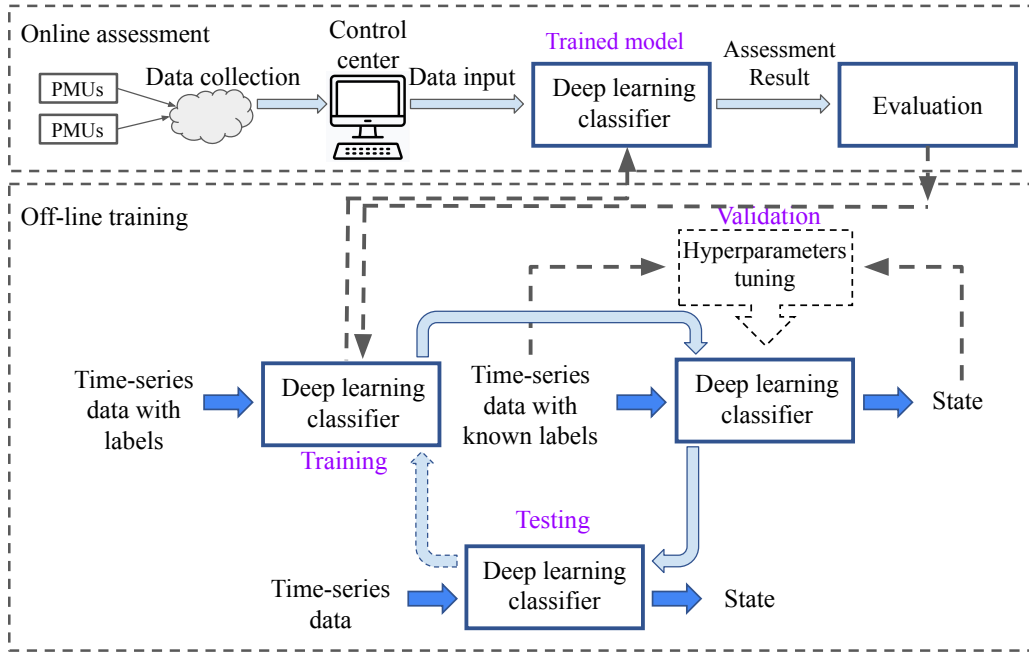 Online assessment
PMUs
PMUs
Data collection
Control
center
Data input
Trained model
Deep learning
classifier
Assessment
Result
Evaluation
Off-line training
Validation
Hyperparameters
tuning
Time-series
data with
labels
Deep learning
classifier
Training
Time-series
data with
known labels
Deep learning
classifier
State
Testing
Time-series
data
Deep learning
classifier
State